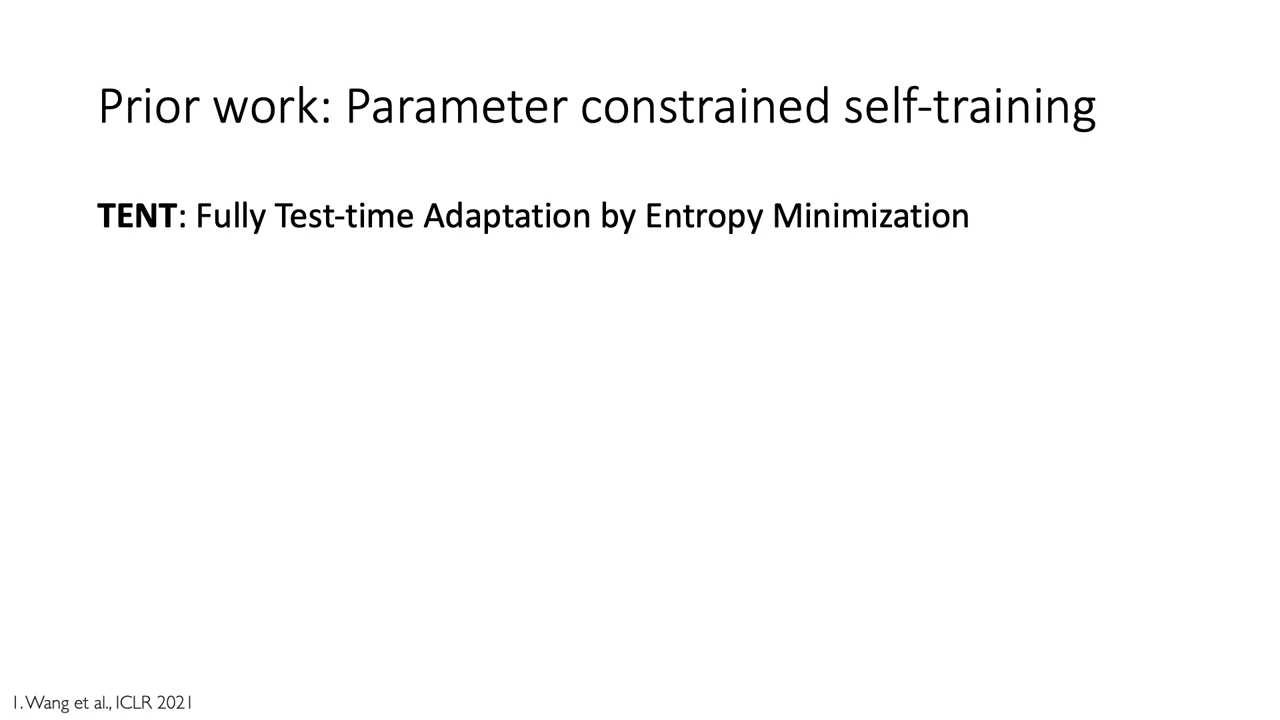 Prior work: Parameter constrained self-training
TENT: Fully Test-time Adaptation by Entropy Minimization
1. Wang et al., ICLR 2021